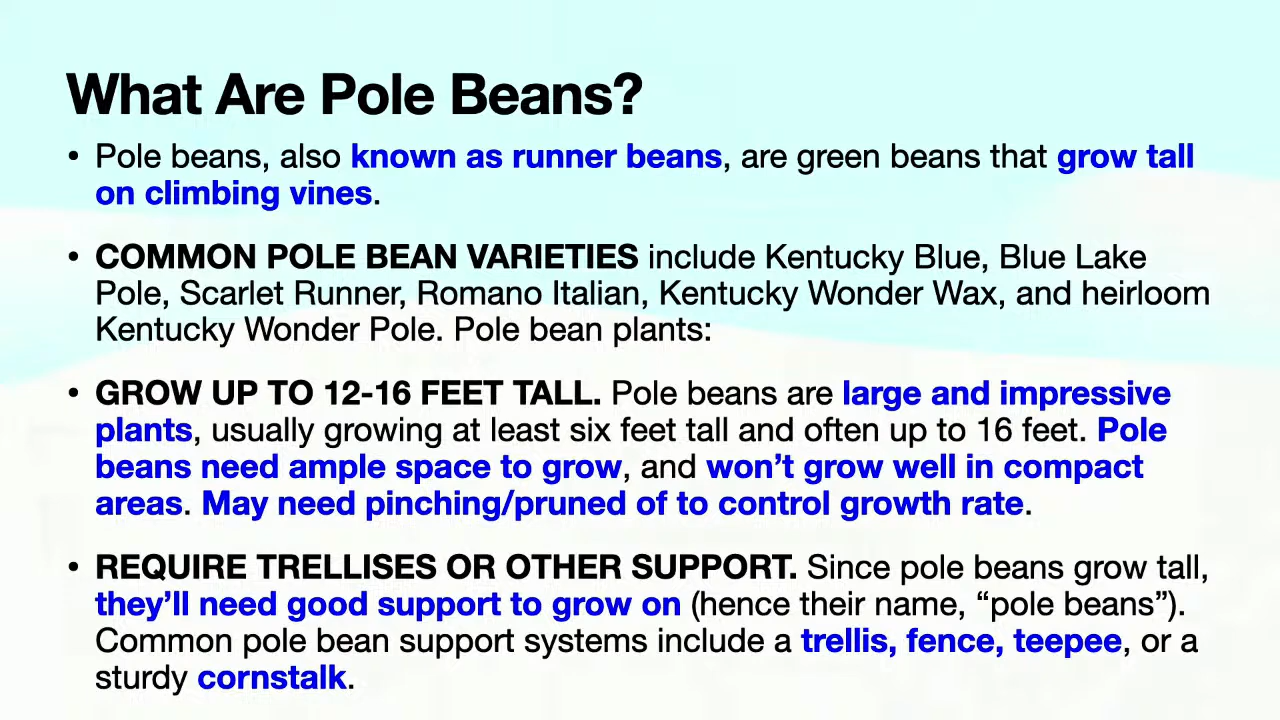 What Are Pole Beans?
• Pole beans, also known as runner beans, are green beans that grow tall
on climbing vines.
• COMMON POLE BEAN VARIETIES include Kentucky Blue, Blue Lake
Pole, Scarlet Runner, Romano Italian, Kentucky Wonder Wax, and heirloom
Kentucky Wonder Pole. Pole bean plants:
• GROW UP TO 12-16 FEET TALL. Pole beans are large and impressive
plants, usually growing at least six feet tall and often up to 16 feet. Pole
beans need ample space to grow, and won’t grow well in compact
areas. May need pinching/pruned of to control growth rate.
• REQUIRE TRELLISES OR OTHER SUPPORT. Since pole beans grow tall,
they’ll need good support to grow on (hence their name, “pole beans”).
Common pole bean support systems include a trellis, fence, teepee, or a
sturdy cornstalk.